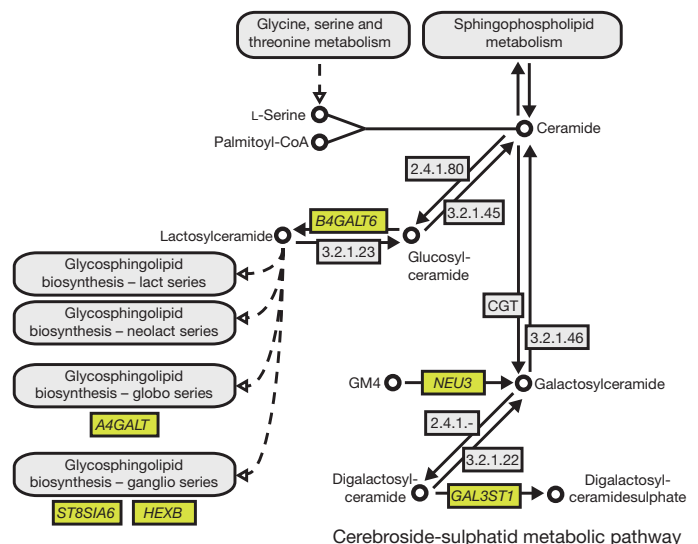 Glycine, serine and
threonine metabolism
Sphingophospholipid
metabolism
L-Serine
Palmitoyl-CoA
Ceramide
2.4.1.80
3.2.1.45
B4GALT6
Lactosylceramide
3.2.1.23
Glucosyl-
ceramide
Glycosphingolipid
biosynthesis – lact series
Glycosphingolipid
biosynthesis – neolact series
CGT
3.2.1.46
Glycosphingolipid
biosynthesis – globo series
GM4
NEU3
Galactosylceramide
A4GALT
2.4.1.-
3.2.1.22
Glycosphingolipid
biosynthesis – ganglio series
Digalactosyl-
ceramide
GAL3ST1
Digalactosyl-
ceramidesulphate
ST8SIA6
HEXB
Cerebroside-sulphatid metabolic pathway